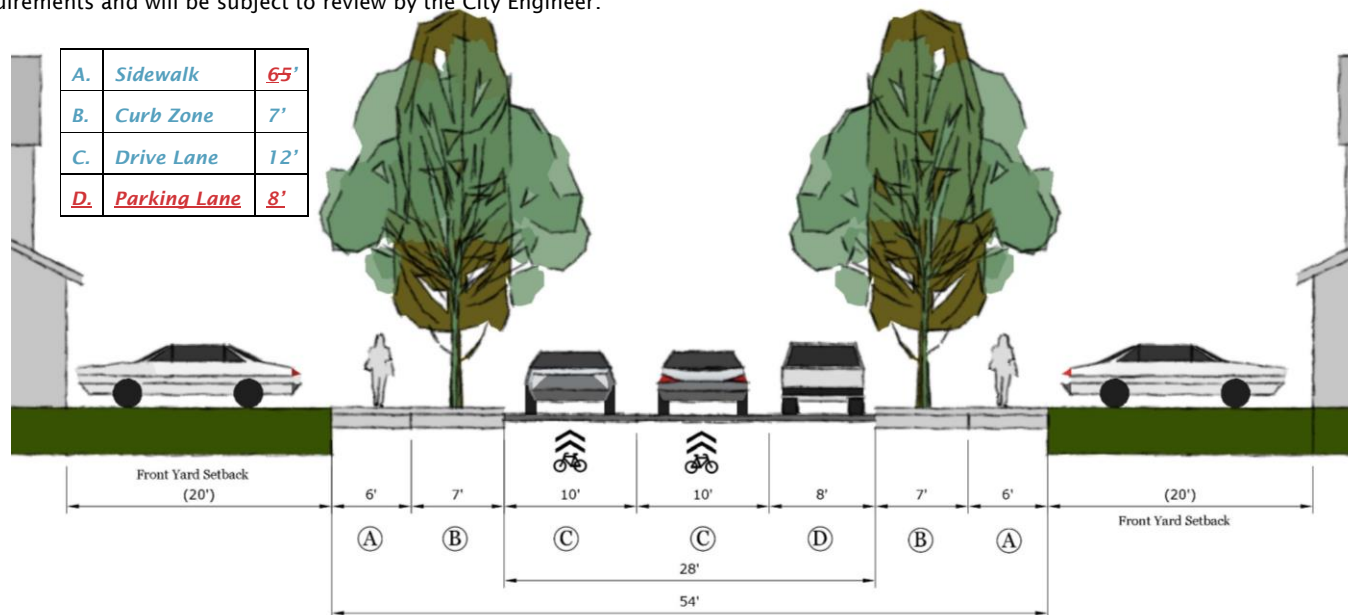 quirements and will be subject to review by the City Engineer.
A. Sidewalk 65'
B. Curb Zone 7'
C. Drive Lane 12'
D. Parking Lane 8'
Front Yard Setback
(20') 6' 7' 10' 10' 8' 7' 6' (20')
Front Yard Setback
A B C C D B A
28'
54'